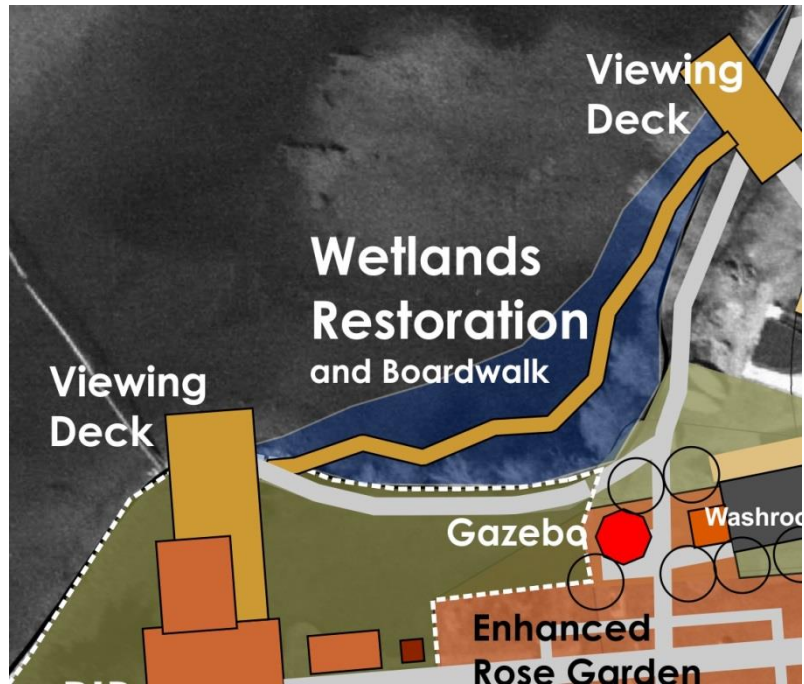 Viewing
Deck
Wetlands
Restoration
and Boardwalk
Viewing
Deck
Gazebo
Enhanced
Rose Garden